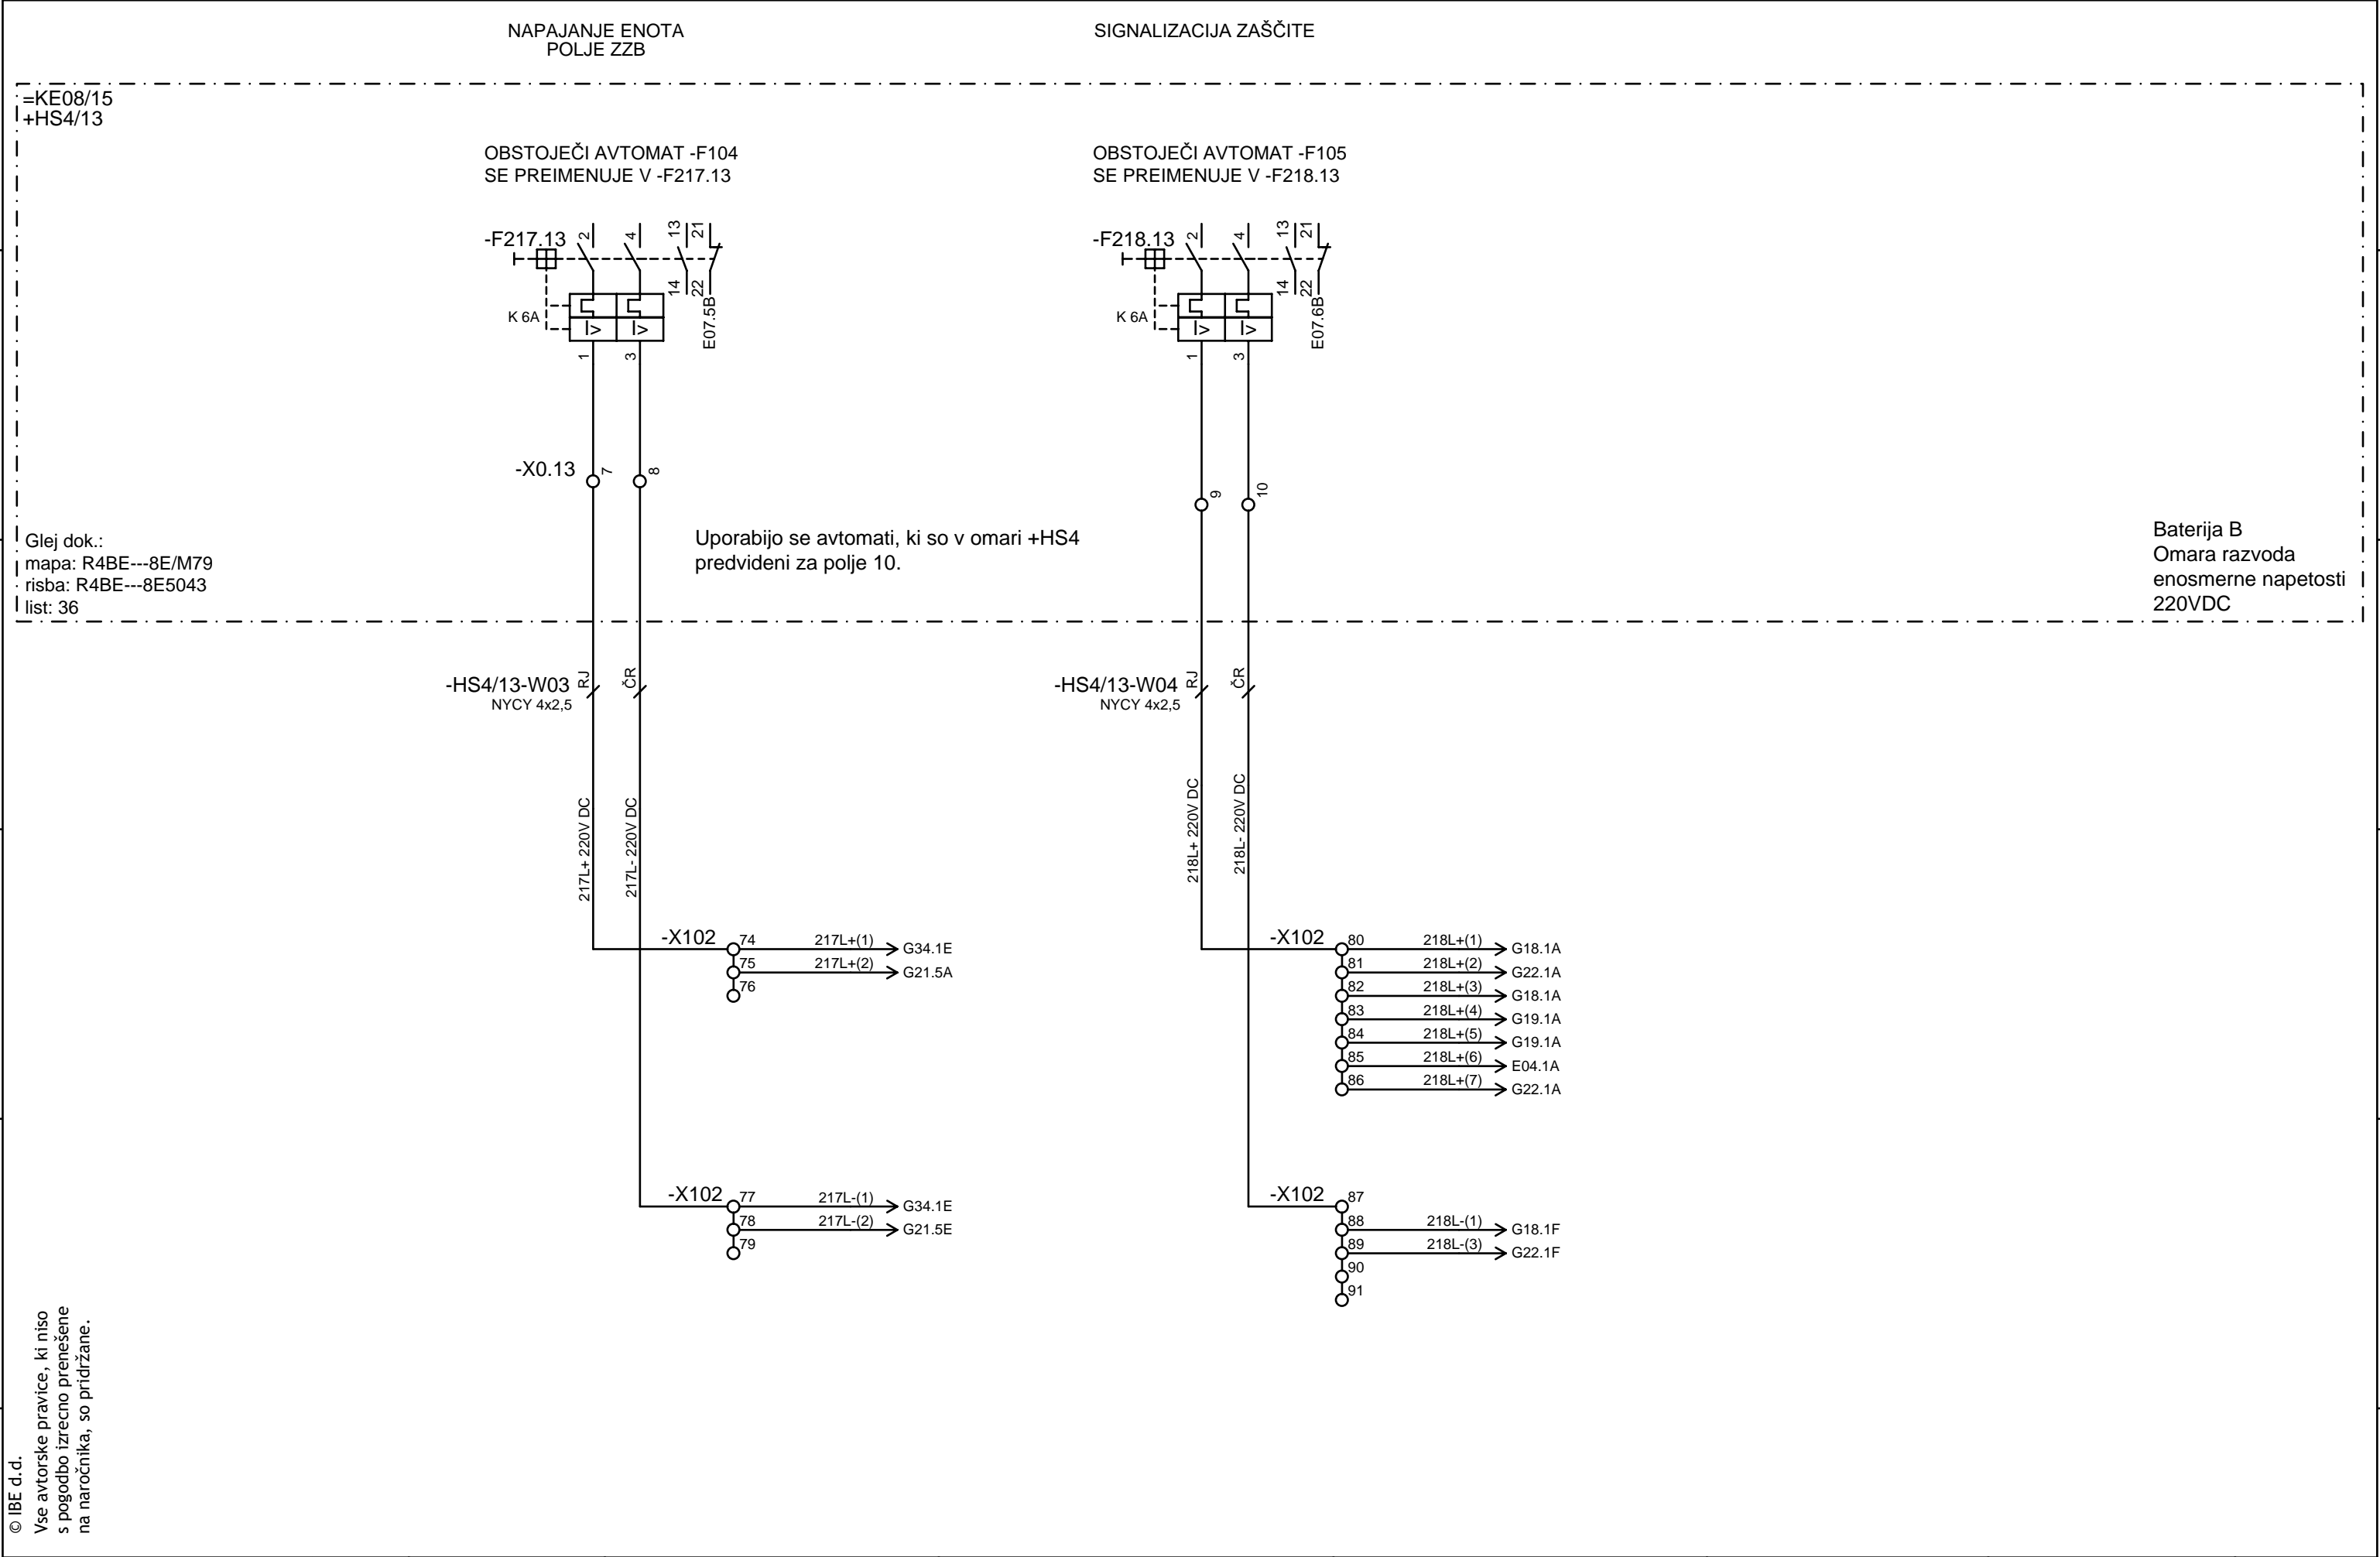 NAPAJANJE ENOTA
POLJE ZZB
SIGNALIZACIJA ZAŠČITE
=KE08/15
+HS4/13
OBSTOJEČI AVTOMAT -F104
SE PREIMENUJE V -F217.13
OBSTOJEČI AVTOMAT -F105
SE PREIMENUJE V -F218.13
-F217.13
2
4
13
21
14
22
E07.5B
K 6A
I>
I>
1
3
-F218.13
2
4
13
21
14
22
E07.6B
K 6A
I>
I>
1
3
-X0.13
7
8
9
10
Glej dok.:
mapa: R4BE---8E/M79
risba: R4BE---8E5043
list: 36
Uporabijo se avtomati, ki so v omari +HS4
predvideni za polje 10.
Baterija B
Omara razvoda
enosmerne napetosti
220VDC
-HS4/13-W03
NYCY 4x2,5
RJ
ČR
-HS4/13-W04
NYCY 4x2,5
RJ
ČR
217L+ 220V DC
217L- 220V DC
218L+ 220V DC
218L- 220V DC
-X102
74 217L+(1) G34.1E
75 217L+(2) G21.5A
76
-X102
80 218L+(1) G18.1A
81 218L+(2) G22.1A
82 218L+(3) G18.1A
83 218L+(4) G19.1A
84 218L+(5) G19.1A
85 218L+(6) E04.1A
86 218L+(7) G22.1A
-X102
77 217L-(1) G34.1E
78 217L-(2) G21.5E
79
-X102
87
88 218L-(1) G18.1F
89 218L-(3) G22.1F
90
91
© IBE d.d.
Vse avtorske pravice, ki niso
s pogodbo izrecno prenešene
na naročnika, so pridržane.